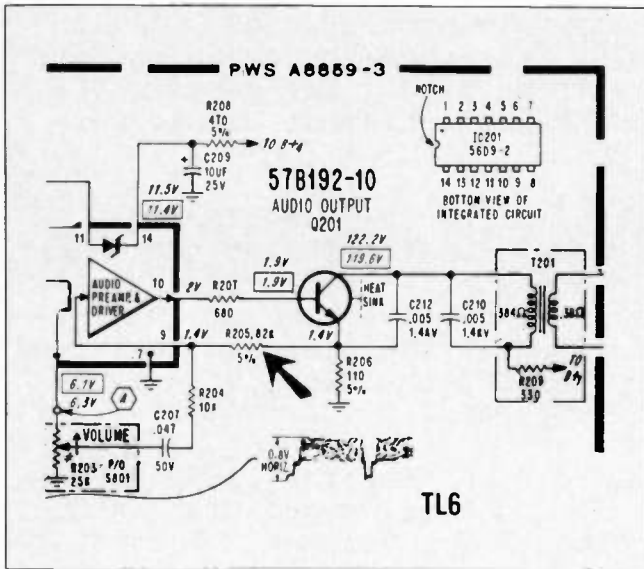 PWS A8859-3
NOTCH
1 2 3 4 5 6 7
IC201
56D9-2
14 13 12 11 10 9 8
BOTTOM VIEW OF
INTEGRATED CIRCUIT
R208
470
5%
TO B+4
C209
10UF
25V
57B192-10
AUDIO OUTPUT
Q201
11.5V
11.4V
11
14
122.2V
119.6V
T201
AUDIO
PREAMP &
DRIVER
10
2V
R207
680
1.9V
1.9V
HEAT
SINK
C212
.005
1.4KV
C210
.005
1.4KV
384Ω
38Ω
9
1.4V
R205, 82K
5%
1.4V
7
R206
110
5%
R209
330
TO
6.1V
6.3V
A
R204
10K
C207
.047
50V
VOLUME
R203- P/O
25K S801
0.8V
HORIZ
TL6